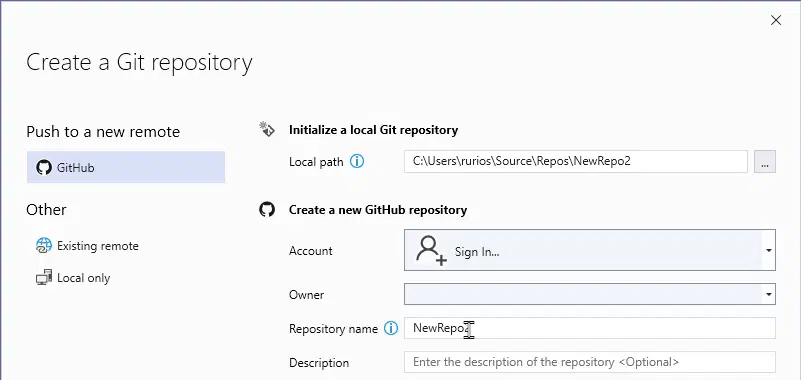 Create a Git repository
Push to a new remote
GitHub
Other
Existing remote
Local only
Initialize a local Git repository
Local path C:\Users\rurios\Source\Repos\NewRepo2 ...
Create a new GitHub repository
Account Sign In...
Owner
Repository name NewRepo2
Description Enter the description of the repository <Optional>